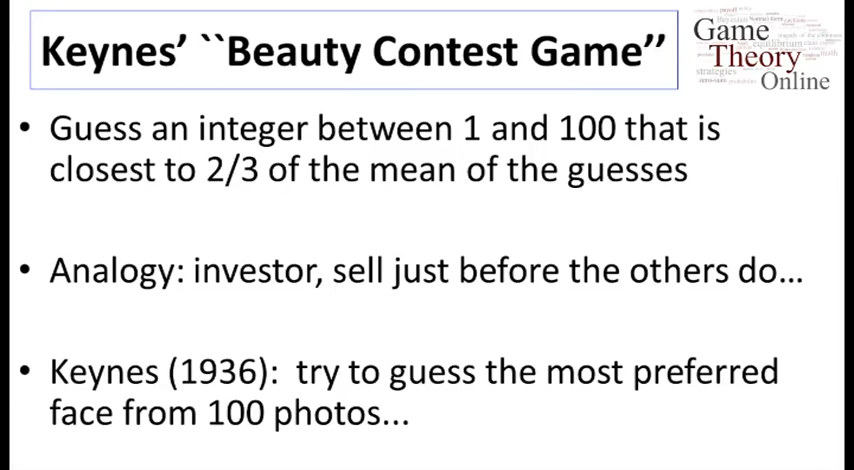 Keynes’ ``Beauty Contest Game’’
Game
Theory
Online
equilibrium
strategies
• Guess an integer between 1 and 100 that is
closest to 2/3 of the mean of the guesses
• Analogy: investor, sell just before the others do...
• Keynes (1936):  try to guess the most preferred
face from 100 photos...